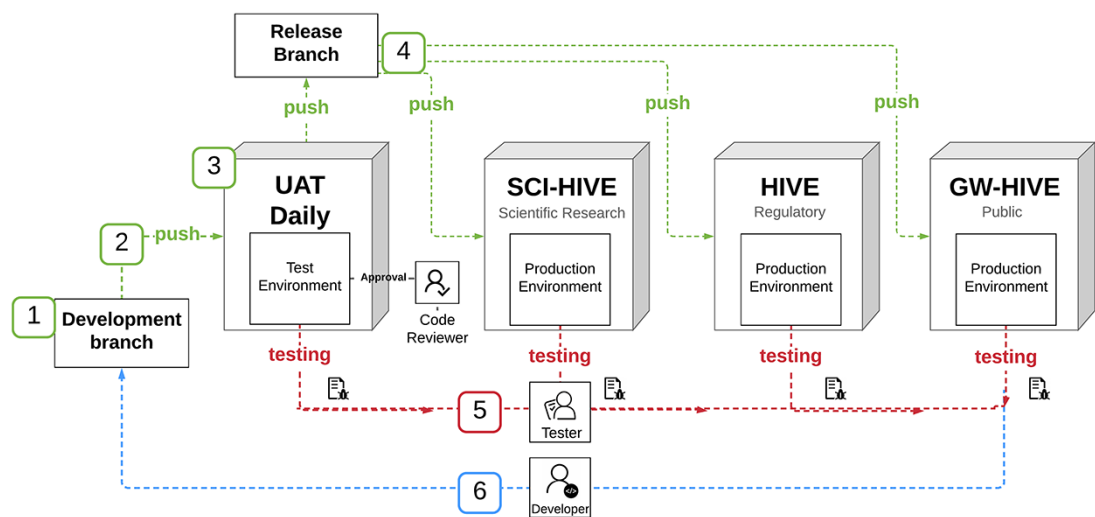 Release
Branch
4
push
push
push
push
3
UAT
Daily
SCI-HIVE
Scientific Research
HIVE
Regulatory
GW-HIVE
Public
2
push
Test
Environment
Approval
Code
Reviewer
Production
Environment
Production
Environment
Production
Environment
1
Development
branch
testing
testing
testing
testing
5
Tester
6
Developer